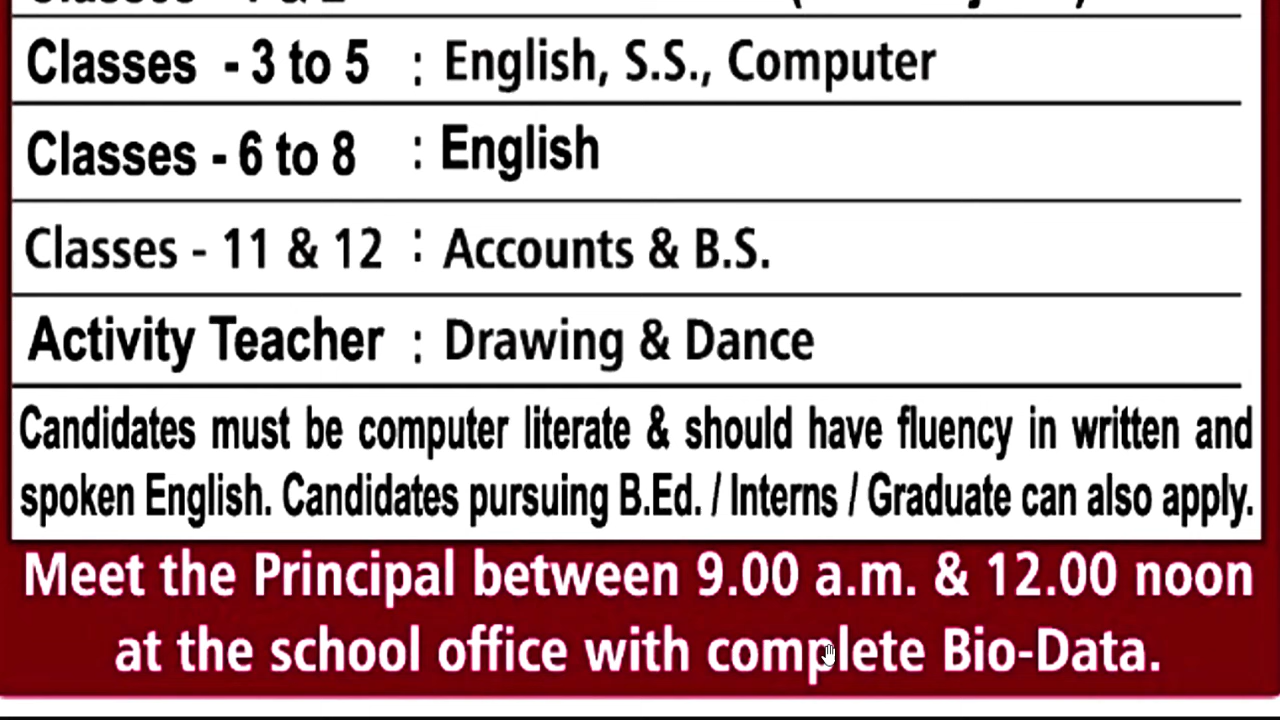 Classes - 3 to 5 : English, S.S., Computer
Classes - 6 to 8 : English
Classes - 11 & 12 : Accounts & B.S.
Activity Teacher : Drawing & Dance
Candidates must be computer literate & should have fluency in written and
spoken English. Candidates pursuing B.Ed. / Interns / Graduate can also apply.
Meet the Principal between 9.00 a.m. & 12.00 noon
at the school office with complete Bio-Data.